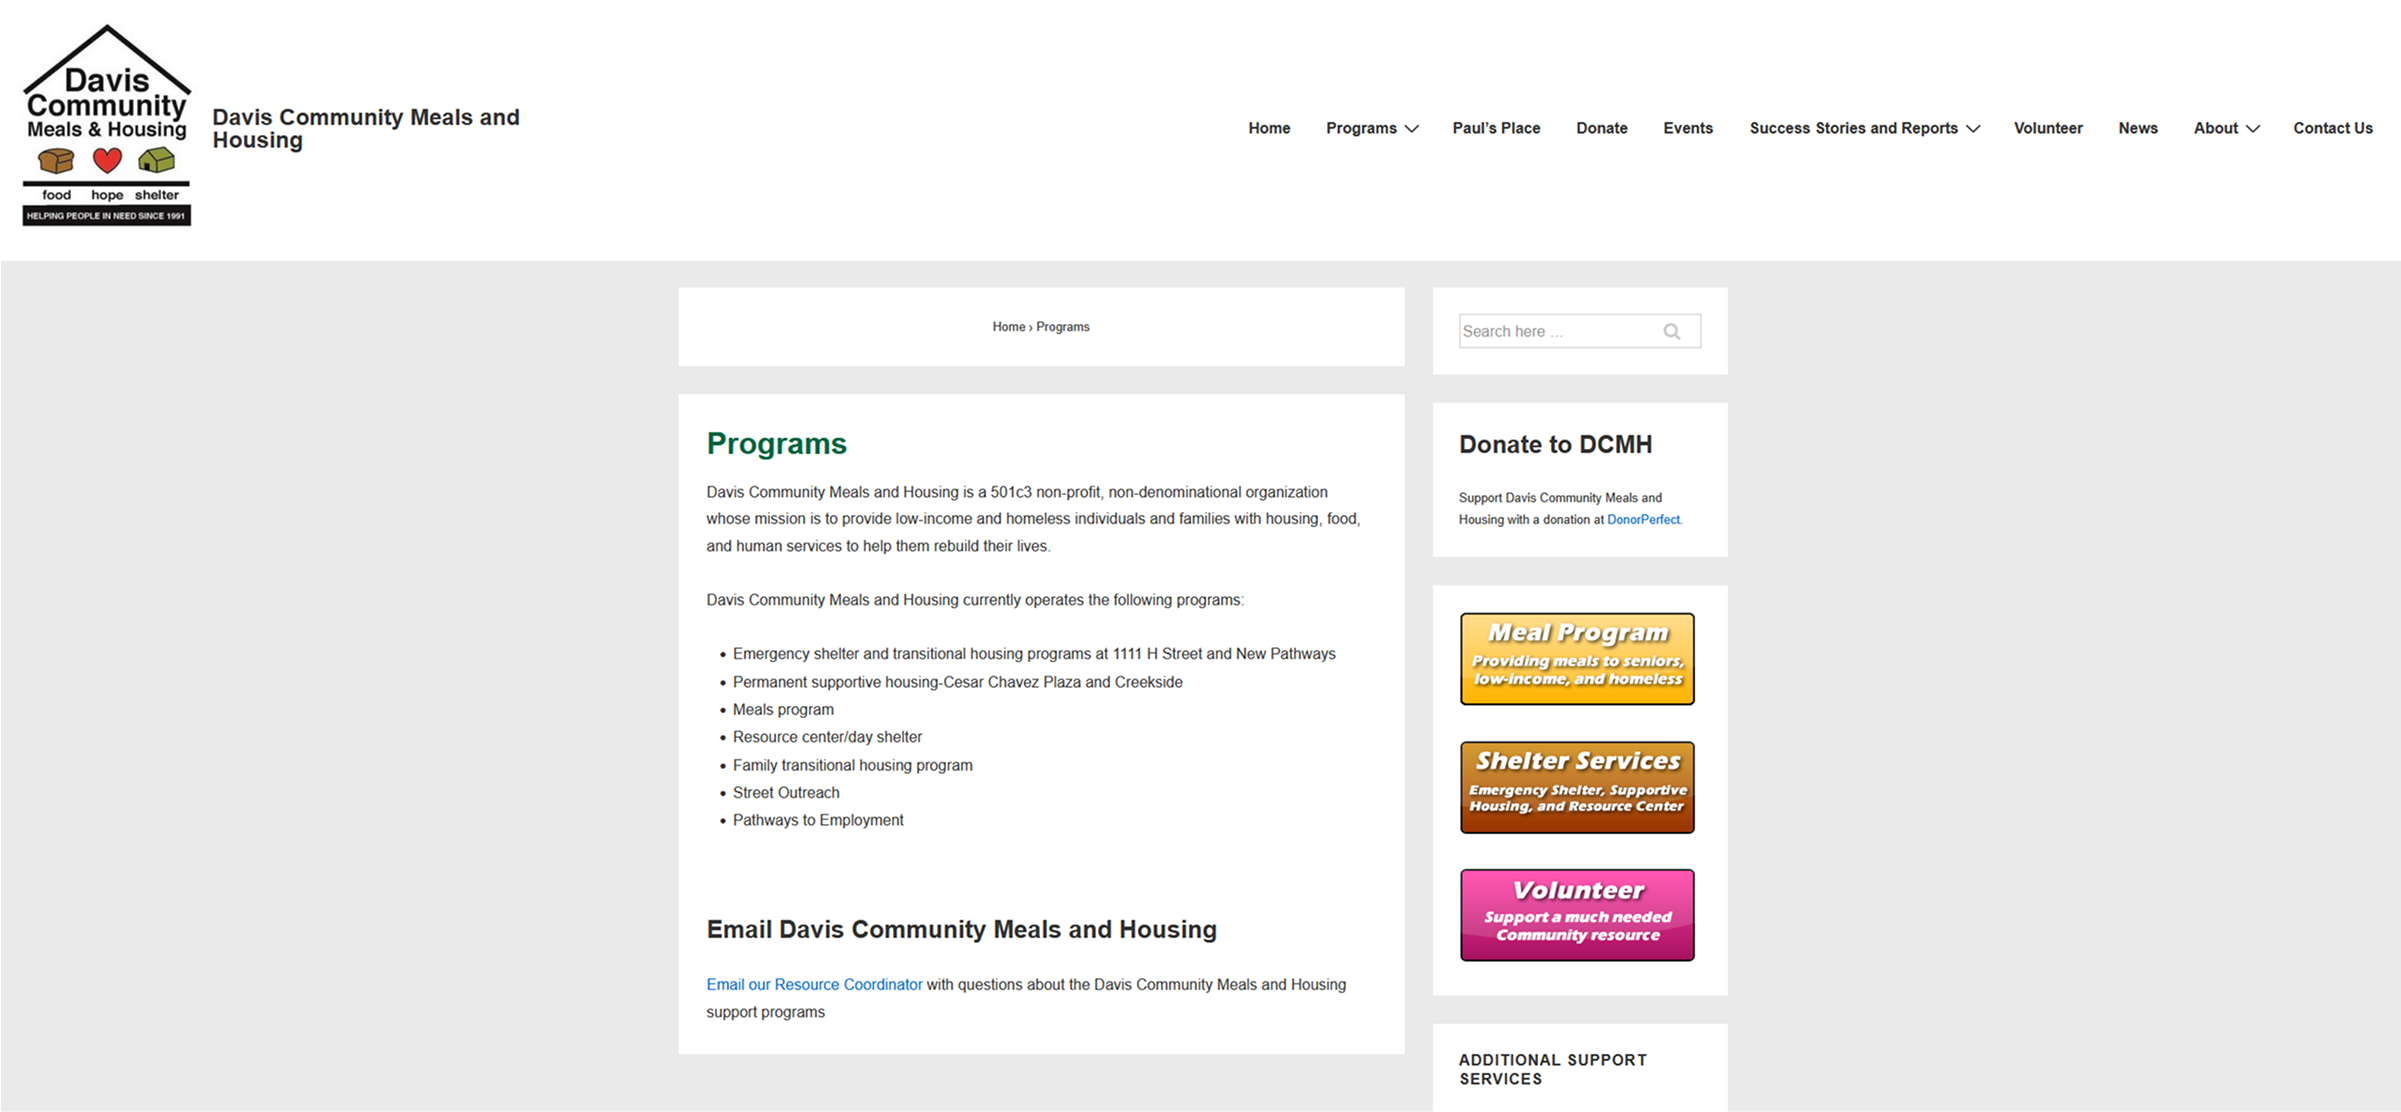 Davis
Community
Meals & Housing
food hope shelter
HELPING PEOPLE IN NEED SINCE 1991
Davis Community Meals and
Housing
Home Programs Paul's Place Donate Events Success Stories and Reports Volunteer News About Contact Us
Home › Programs
Programs
Davis Community Meals and Housing is a 501c3 non-profit, non-denominational organization
whose mission is to provide low-income and homeless individuals and families with housing, food,
and human services to help them rebuild their lives.
Davis Community Meals and Housing currently operates the following programs:
• Emergency shelter and transitional housing programs at 1111 H Street and New Pathways
• Permanent supportive housing-Cesar Chavez Plaza and Creekside
• Meals program
• Resource center/day shelter
• Family transitional housing program
• Street Outreach
• Pathways to Employment
Email Davis Community Meals and Housing
Email our Resource Coordinator with questions about the Davis Community Meals and Housing
support programs
Search here …
Donate to DCMH
Support Davis Community Meals and
Housing with a donation at DonorPerfect.
Meal Program
Providing meals to seniors,
low-income, and homeless
Shelter Services
Emergency Shelter, Supportive
Housing, and Resource Center
Volunteer
Support a much needed
Community resource
ADDITIONAL SUPPORT
SERVICES